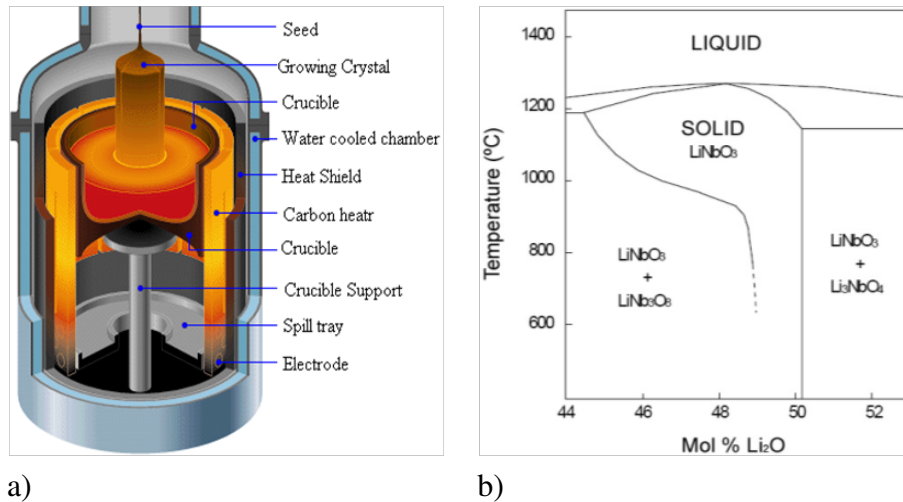 Seed
Growing Crystal
Crucible
Water cooled chamber
Heat Shield
Carbon heatr
Crucible
Crucible Support
Spill tray
Electrode
a)
1400
1200
1000
800
600
Temperature (ºC)
LIQUID
SOLID
LiNbO₃
LiNbO₃
+
LiNb₃O₈
LiNbO₃
+
Li₃NbO₄
44 46 48 50 52
Mol % Li₂O
b)